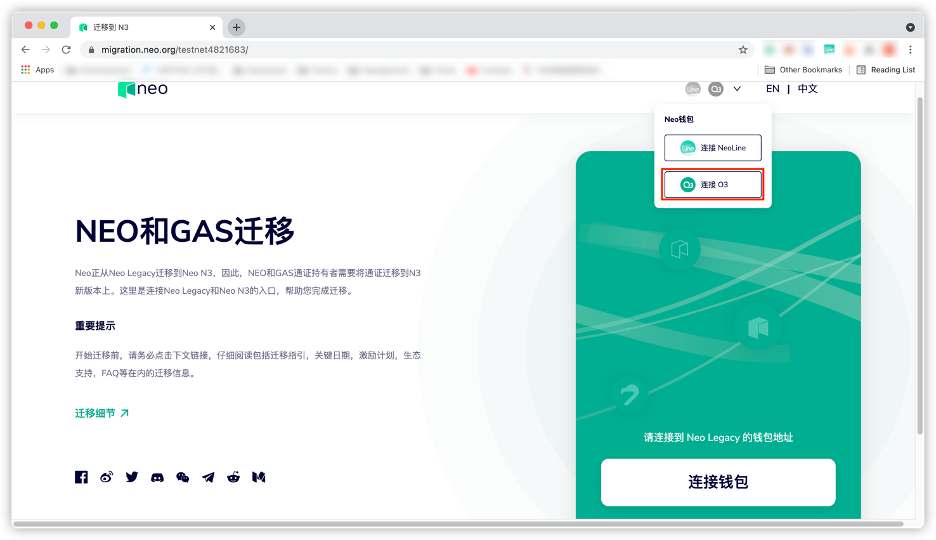 迁移到 N3
migration.neo.org/testnet4821683/
Apps
Other Bookmarks
Reading List
neo
Line
O3
EN | 中文
Neo钱包
Line 连接 NeoLine
O3 连接 O3
NEO和GAS迁移
Neo正从Neo Legacy迁移到Neo N3，因此，NEO和GAS通证持有者需要将通证迁移到N3
新版本上。这里是连接Neo Legacy和Neo N3的入口，帮助您完成迁移。
重要提示
开始迁移前，请务必点击下文链接，仔细阅读包括迁移指引，关键日期，激励计划，生态
支持，FAQ等在内的迁移信息。
迁移细节
请连接到 Neo Legacy 的钱包地址
连接钱包